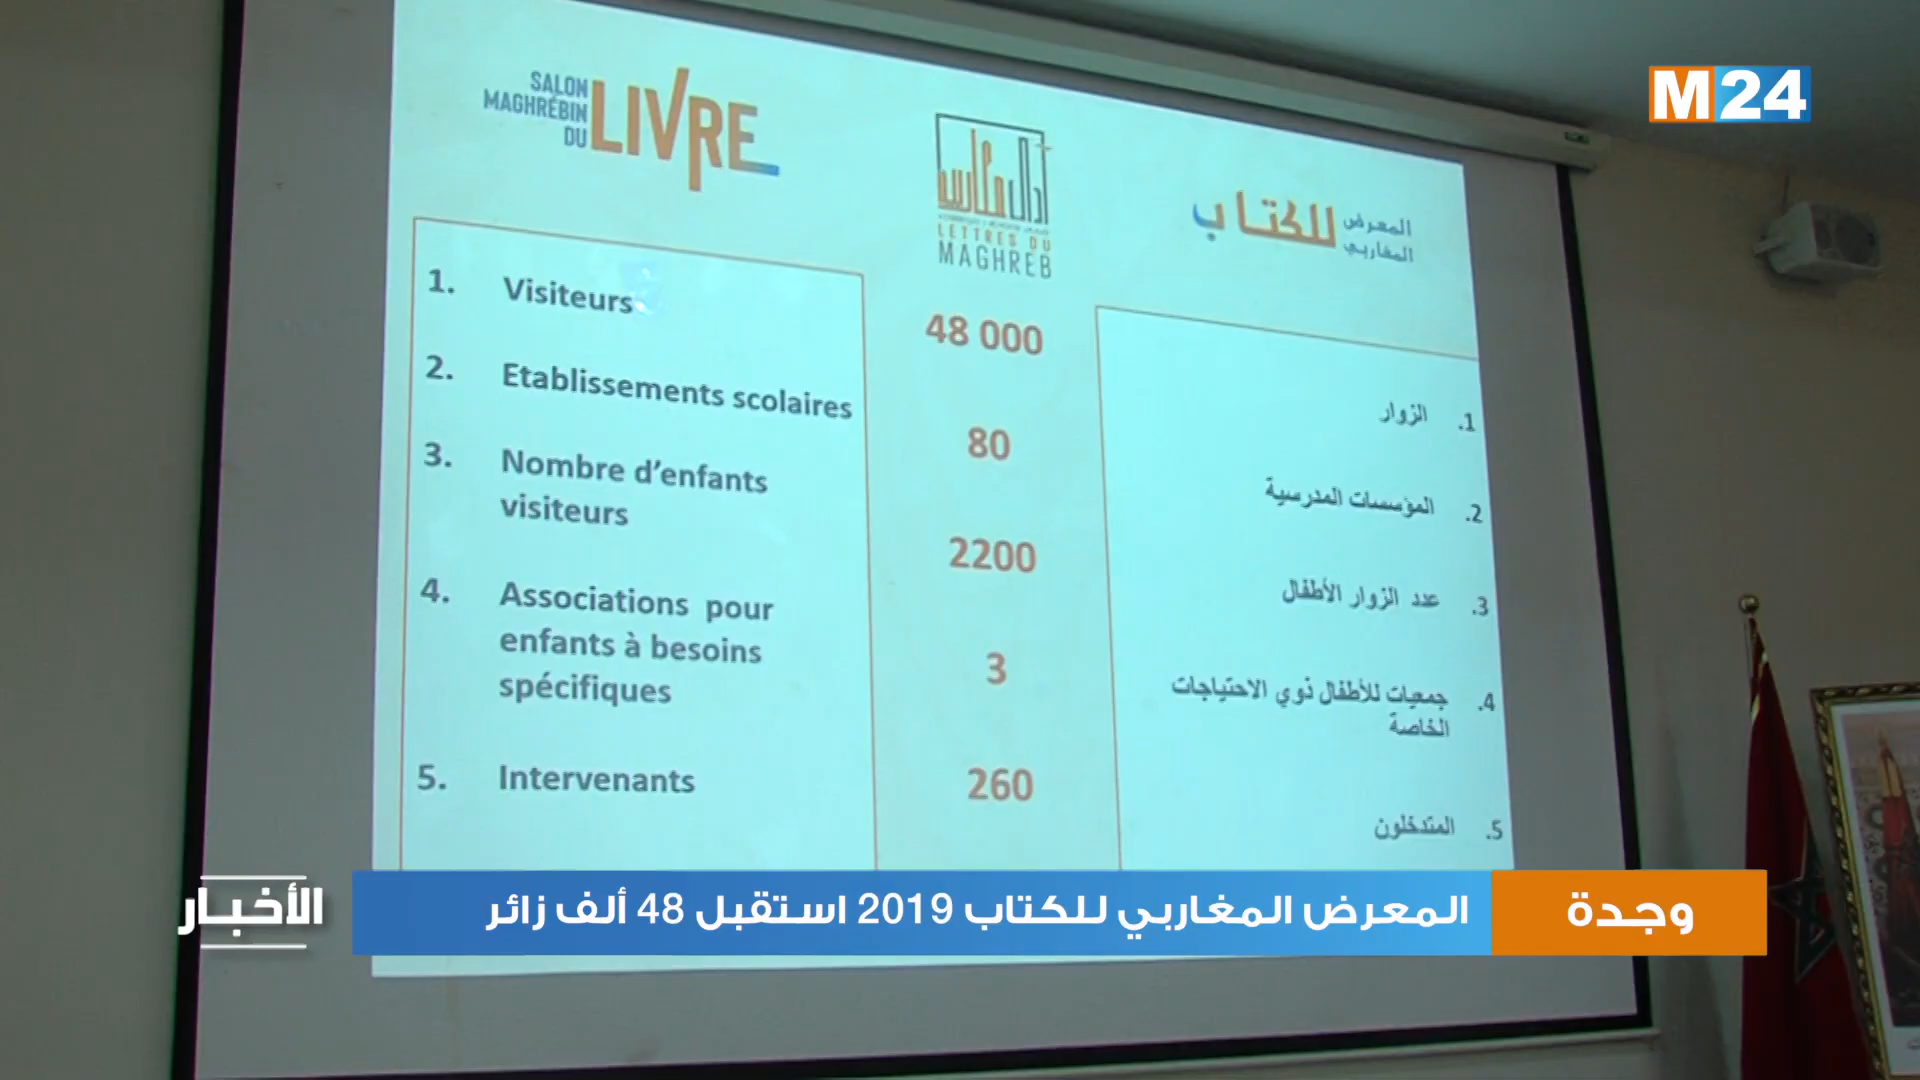 M24
SALON
MAGHRÉBIN
DU
LIVRE
آداب مغاربية
LETTRES DU
MAGHREB
المعرض
المغاربي
للكتاب
1. Visiteurs
2. Etablissements scolaires
3. Nombre d'enfants
visiteurs
4. Associations pour
enfants à besoins
spécifiques
5. Intervenants
48 000
80
2200
3
260
1. الزوار
2. المؤسسات المدرسية
3. عدد الزوار الأطفال
4. جمعيات للأطفال ذوي الاحتياجات
الخاصة
5. المتدخلون
وجدة
المعرض المغاربي للكتاب 2019 استقبل 48 ألف زائر
الأخبار